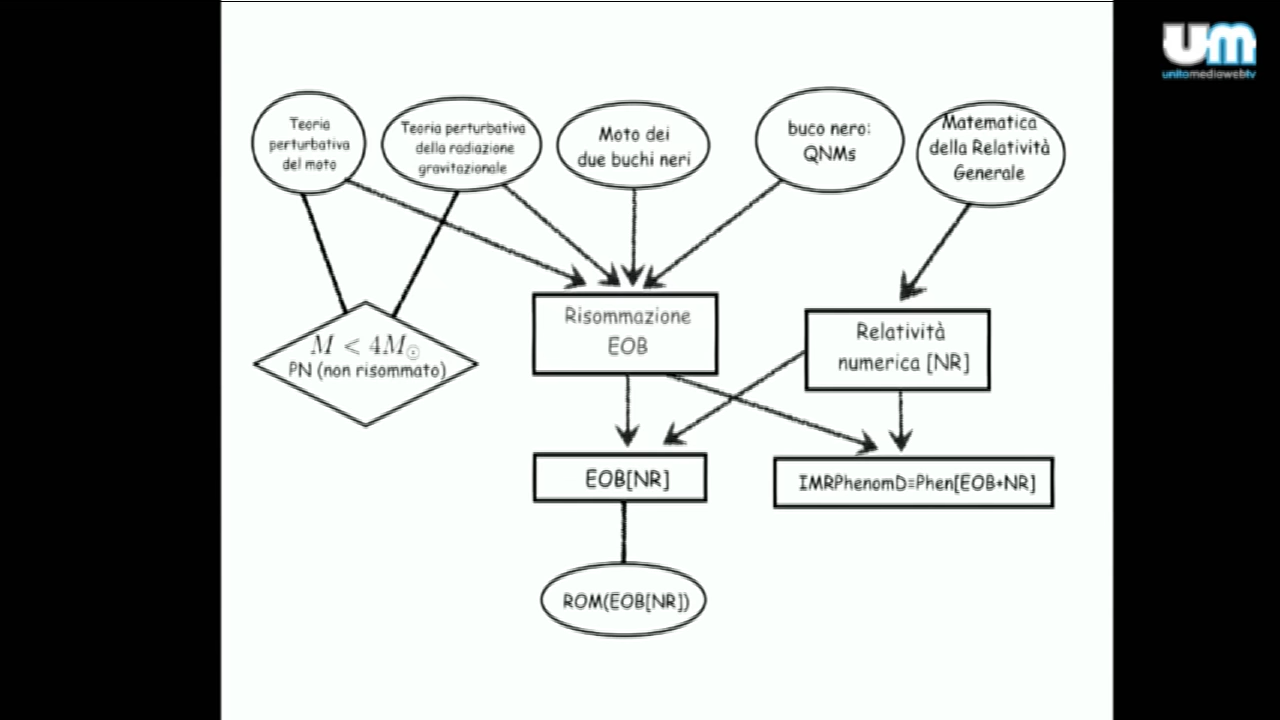 um
unitomediawebtv
Teoria
perturbativa
del moto
Teoria perturbativa
della radiazione
gravitazionale
Moto dei
due buchi neri
buco nero:
QNMs
Matematica
della Relatività
Generale
M < 4M☉
PN (non risommato)
Risommazione
EOB
Relatività
numerica [NR]
EOB[NR]
IMRPhenomD≡Phen[EOB+NR]
ROM(EOB[NR])